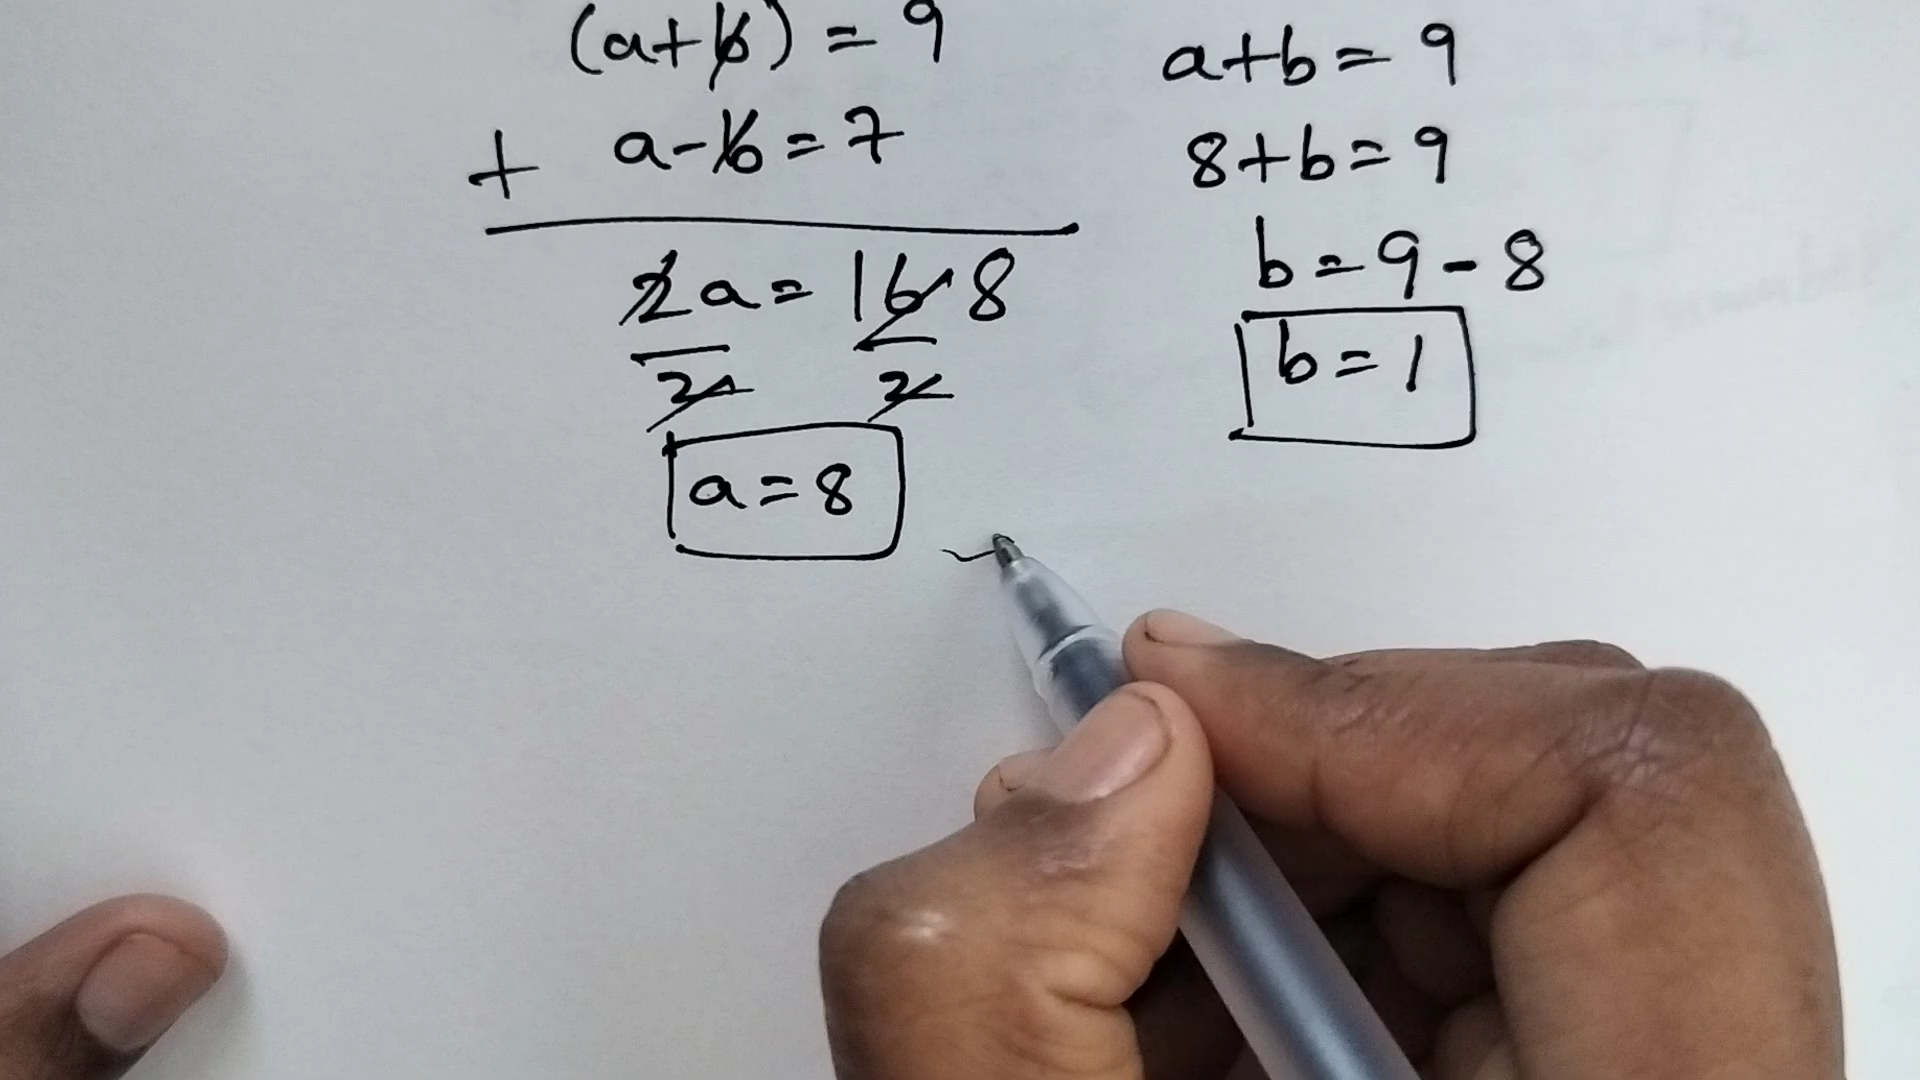 (a+b) = 9
+ a-b = 7
2a = 16 8
2 2
a = 8
a+b = 9
8+b = 9
b = 9 - 8
b = 1